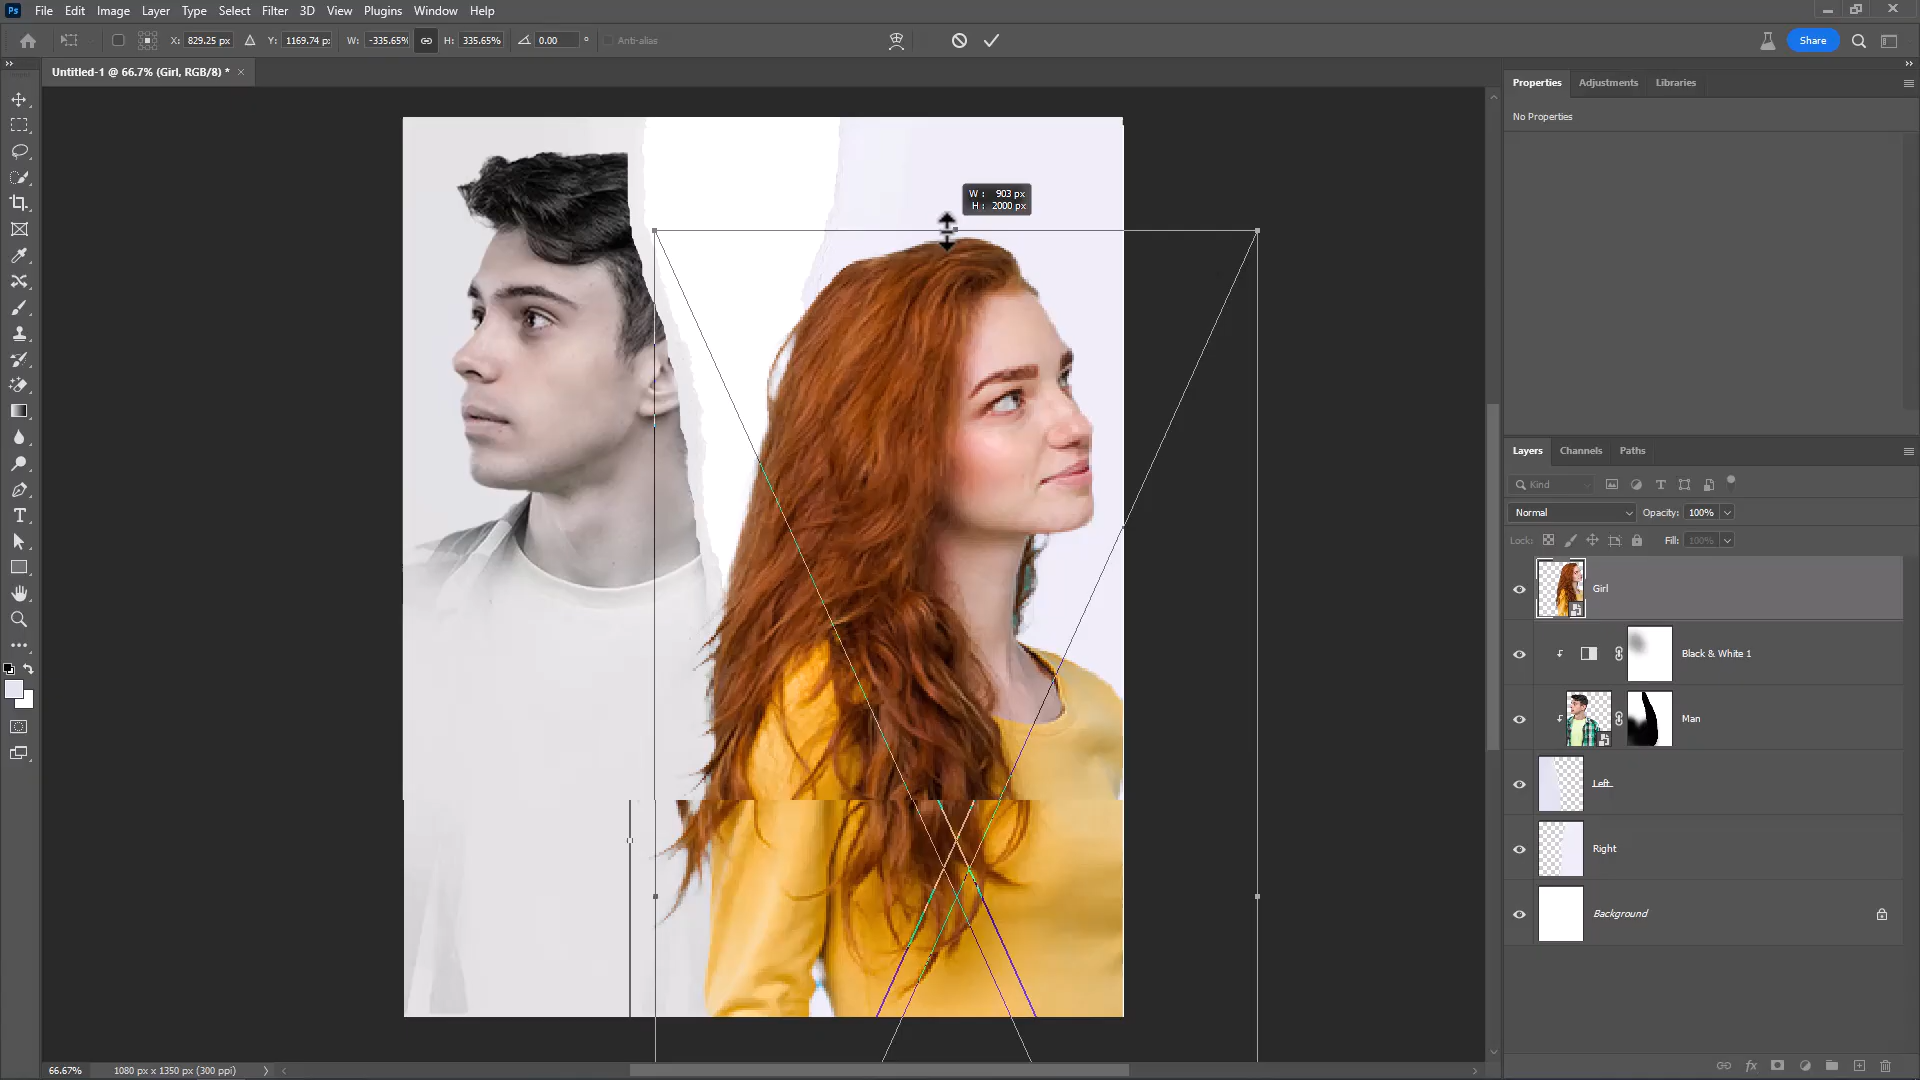 Ps File Edit Image Layer Type Select Filter 3D View Plugins Window Help
X: 829.25 px Y: 1169.74 px W: -335.65% H: 335.65% 0.00 ° Anti-alias Share
Untitled-1 @ 66.7% (Girl, RGB/8) * ×
Properties Adjustments Libraries
No Properties
W : 903 px
H : 2000 px
Layers Channels Paths
Kind
Normal Opacity: 100%
Lock: Fill: 100%
Girl
Black & White 1
Man
Left
Right
Background
66.67% 1080 px x 1350 px (300 ppi)
fx